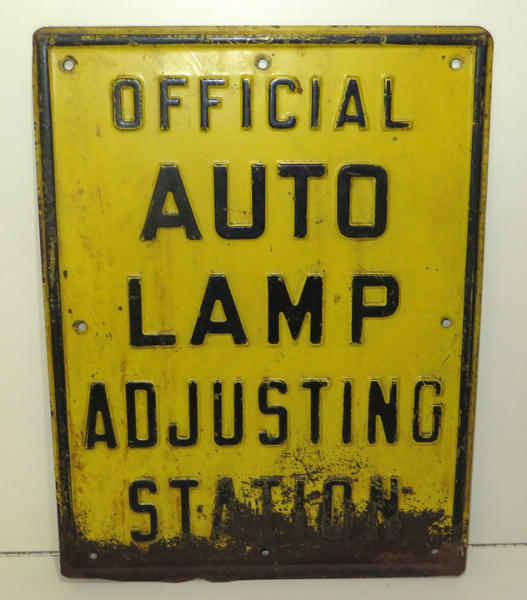 OFFICIAL
AUTO
LAMP
ADJUSTING
STATION